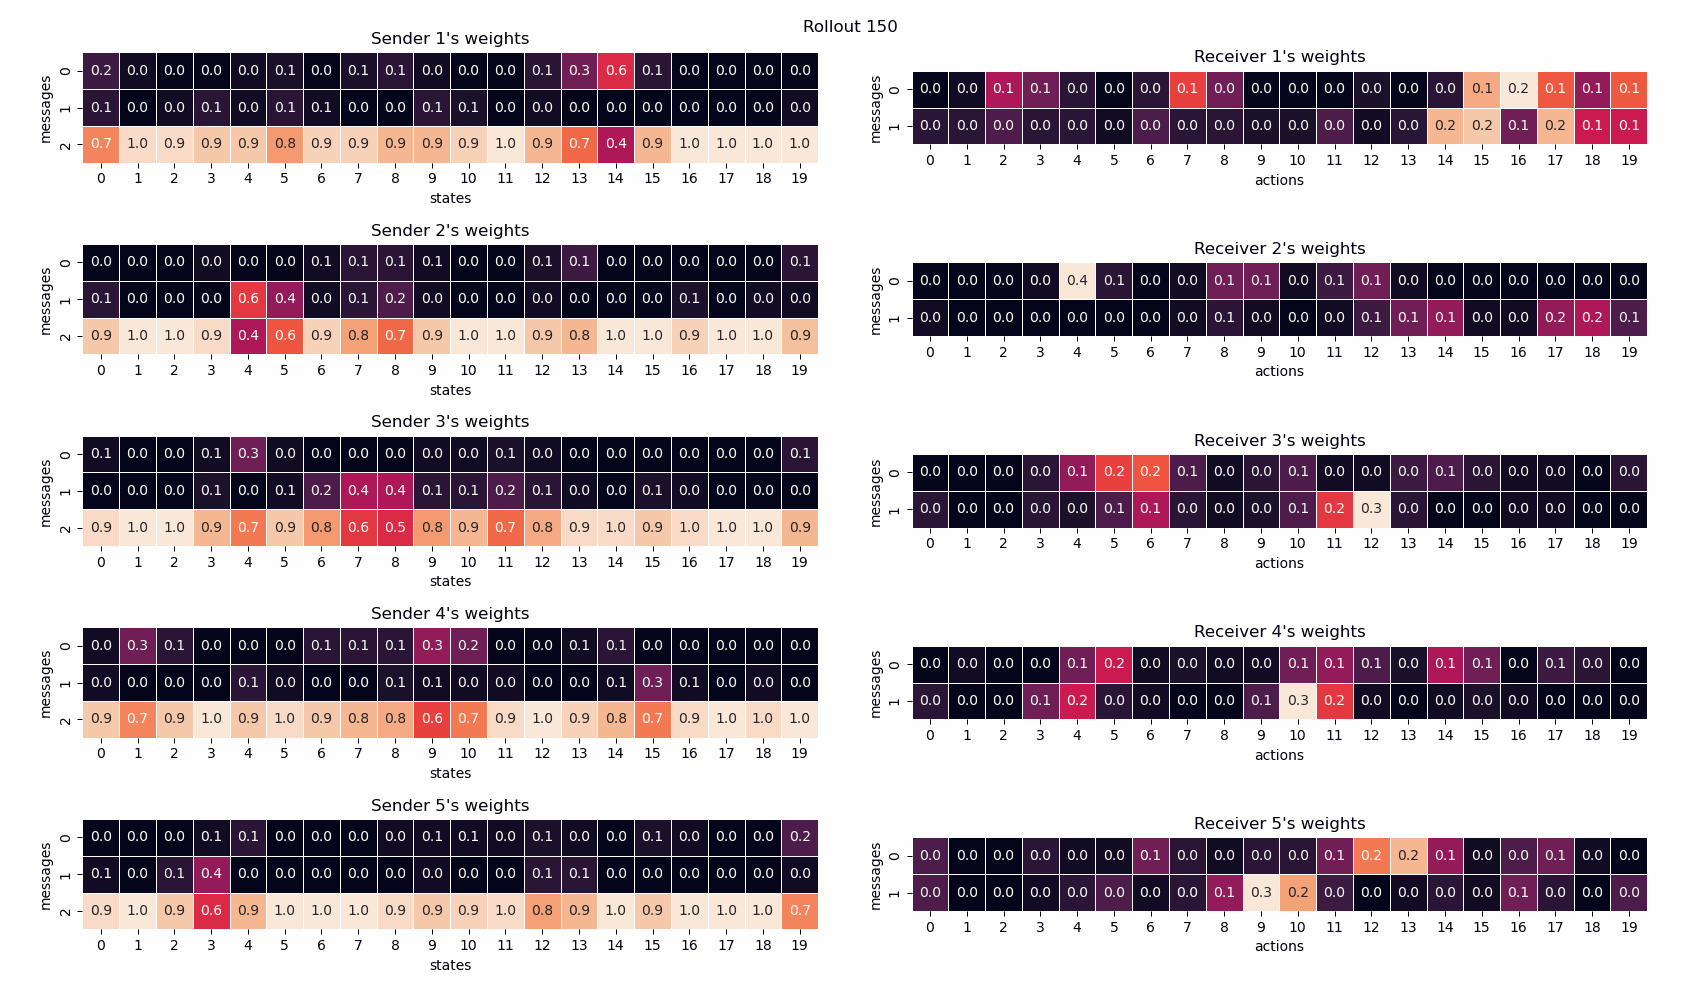 Rollout 150
Sender 1's weights
messages
0 0.2 0.0 0.0 0.0 0.0 0.1 0.0 0.1 0.1 0.0 0.0 0.0 0.1 0.3 0.6 0.1 0.0 0.0 0.0 0.0
1 0.1 0.0 0.0 0.1 0.0 0.1 0.1 0.0 0.0 0.1 0.1 0.0 0.0 0.0 0.0 0.0 0.0 0.0 0.0 0.0
2 0.7 1.0 0.9 0.9 0.9 0.8 0.9 0.9 0.9 0.9 0.9 1.0 0.9 0.7 0.4 0.9 1.0 1.0 1.0 1.0
0 1 2 3 4 5 6 7 8 9 10 11 12 13 14 15 16 17 18 19
states
Receiver 1's weights
messages
0 0.0 0.0 0.1 0.1 0.0 0.0 0.0 0.1 0.0 0.0 0.0 0.0 0.0 0.0 0.0 0.1 0.2 0.1 0.1 0.1
1 0.0 0.0 0.0 0.0 0.0 0.0 0.0 0.0 0.0 0.0 0.0 0.0 0.0 0.0 0.2 0.2 0.1 0.2 0.1 0.1
0 1 2 3 4 5 6 7 8 9 10 11 12 13 14 15 16 17 18 19
actions
Sender 2's weights
messages
0 0.0 0.0 0.0 0.0 0.0 0.0 0.1 0.1 0.1 0.1 0.0 0.0 0.1 0.1 0.0 0.0 0.0 0.0 0.0 0.1
1 0.1 0.0 0.0 0.0 0.6 0.4 0.0 0.1 0.2 0.0 0.0 0.0 0.0 0.0 0.0 0.0 0.1 0.0 0.0 0.0
2 0.9 1.0 1.0 0.9 0.4 0.6 0.9 0.8 0.7 0.9 1.0 1.0 0.9 0.8 1.0 1.0 0.9 1.0 1.0 0.9
0 1 2 3 4 5 6 7 8 9 10 11 12 13 14 15 16 17 18 19
states
Receiver 2's weights
messages
0 0.0 0.0 0.0 0.0 0.4 0.1 0.0 0.0 0.1 0.1 0.0 0.1 0.1 0.0 0.0 0.0 0.0 0.0 0.0 0.0
1 0.0 0.0 0.0 0.0 0.0 0.0 0.0 0.0 0.1 0.0 0.0 0.0 0.1 0.1 0.1 0.0 0.0 0.2 0.2 0.1
0 1 2 3 4 5 6 7 8 9 10 11 12 13 14 15 16 17 18 19
actions
Sender 3's weights
messages
0 0.1 0.0 0.0 0.1 0.3 0.0 0.0 0.0 0.0 0.0 0.0 0.1 0.0 0.0 0.0 0.0 0.0 0.0 0.0 0.1
1 0.0 0.0 0.0 0.1 0.0 0.1 0.2 0.4 0.4 0.1 0.1 0.2 0.1 0.0 0.0 0.1 0.0 0.0 0.0 0.0
2 0.9 1.0 1.0 0.9 0.7 0.9 0.8 0.6 0.5 0.8 0.9 0.7 0.8 0.9 1.0 0.9 1.0 1.0 1.0 0.9
0 1 2 3 4 5 6 7 8 9 10 11 12 13 14 15 16 17 18 19
states
Receiver 3's weights
messages
0 0.0 0.0 0.0 0.0 0.1 0.2 0.2 0.1 0.0 0.0 0.1 0.0 0.0 0.0 0.1 0.0 0.0 0.0 0.0 0.0
1 0.0 0.0 0.0 0.0 0.0 0.1 0.1 0.0 0.0 0.0 0.1 0.2 0.3 0.0 0.0 0.0 0.0 0.0 0.0 0.0
0 1 2 3 4 5 6 7 8 9 10 11 12 13 14 15 16 17 18 19
actions
Sender 4's weights
messages
0 0.0 0.3 0.1 0.0 0.0 0.0 0.1 0.1 0.1 0.3 0.2 0.0 0.0 0.1 0.1 0.0 0.0 0.0 0.0 0.0
1 0.0 0.0 0.0 0.0 0.1 0.0 0.0 0.0 0.1 0.1 0.0 0.0 0.0 0.0 0.1 0.3 0.1 0.0 0.0 0.0
2 0.9 0.7 0.9 1.0 0.9 1.0 0.9 0.8 0.8 0.6 0.7 0.9 1.0 0.9 0.8 0.7 0.9 1.0 1.0 1.0
0 1 2 3 4 5 6 7 8 9 10 11 12 13 14 15 16 17 18 19
states
Receiver 4's weights
messages
0 0.0 0.0 0.0 0.0 0.1 0.2 0.0 0.0 0.0 0.0 0.1 0.1 0.1 0.0 0.1 0.1 0.0 0.1 0.0 0.0
1 0.0 0.0 0.0 0.1 0.2 0.0 0.0 0.0 0.0 0.1 0.3 0.2 0.0 0.0 0.0 0.0 0.0 0.0 0.0 0.0
0 1 2 3 4 5 6 7 8 9 10 11 12 13 14 15 16 17 18 19
actions
Sender 5's weights
messages
0 0.0 0.0 0.0 0.1 0.1 0.0 0.0 0.0 0.0 0.1 0.1 0.0 0.1 0.0 0.0 0.1 0.0 0.0 0.0 0.2
1 0.1 0.0 0.1 0.4 0.0 0.0 0.0 0.0 0.0 0.0 0.0 0.0 0.1 0.1 0.0 0.0 0.0 0.0 0.0 0.0
2 0.9 1.0 0.9 0.6 0.9 1.0 1.0 1.0 0.9 0.9 0.9 1.0 0.8 0.9 1.0 0.9 1.0 1.0 1.0 0.7
0 1 2 3 4 5 6 7 8 9 10 11 12 13 14 15 16 17 18 19
states
Receiver 5's weights
messages
0 0.0 0.0 0.0 0.0 0.0 0.0 0.1 0.0 0.0 0.0 0.0 0.1 0.2 0.2 0.1 0.0 0.0 0.1 0.0 0.0
1 0.0 0.0 0.0 0.0 0.0 0.0 0.0 0.0 0.1 0.3 0.2 0.0 0.0 0.0 0.0 0.0 0.1 0.0 0.0 0.0
0 1 2 3 4 5 6 7 8 9 10 11 12 13 14 15 16 17 18 19
actions